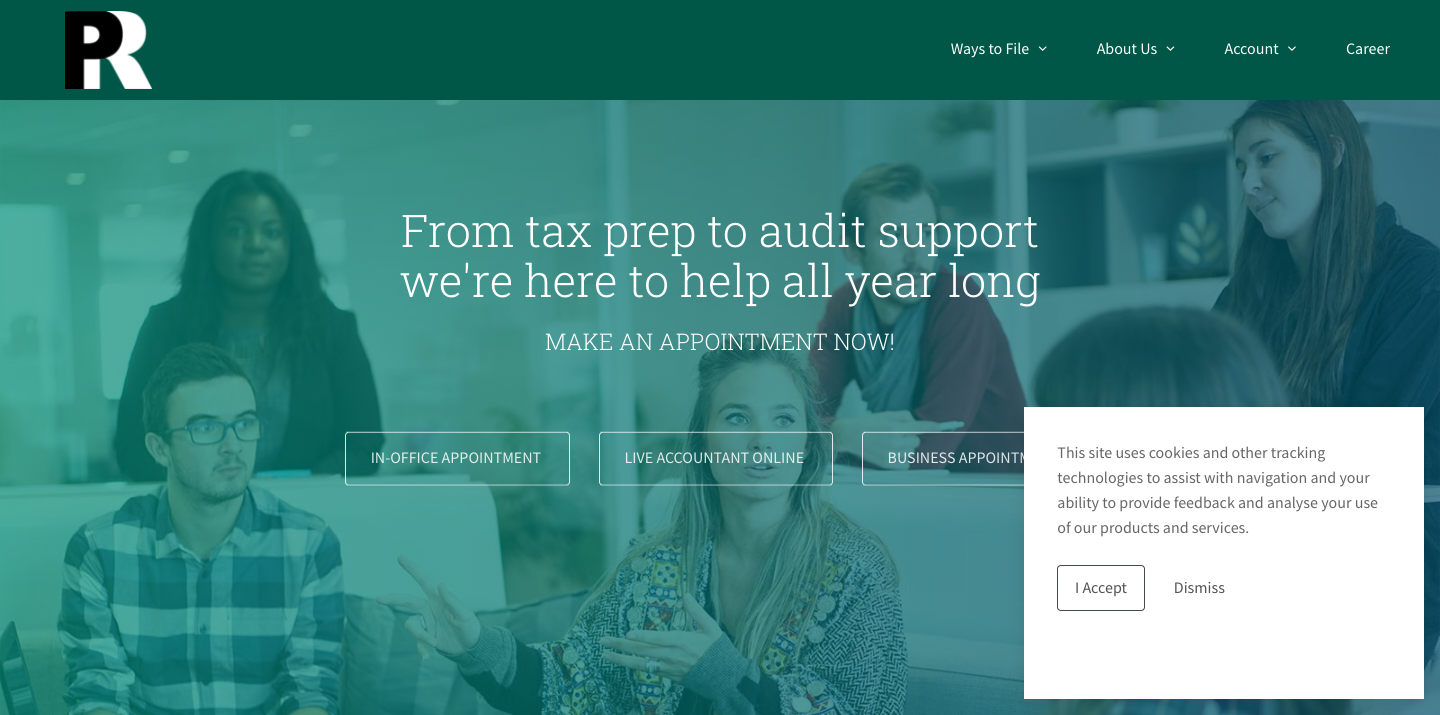 PR
Ways to File
About Us
Account
Career
From tax prep to audit support
we're here to help all year long
MAKE AN APPOINTMENT NOW!
IN-OFFICE APPOINTMENT
LIVE ACCOUNTANT ONLINE
BUSINESS
This site uses cookies and other tracking
technologies to assist with navigation and your
ability to provide feedback and analyse your use
of our products and services.
I Accept
Dismiss